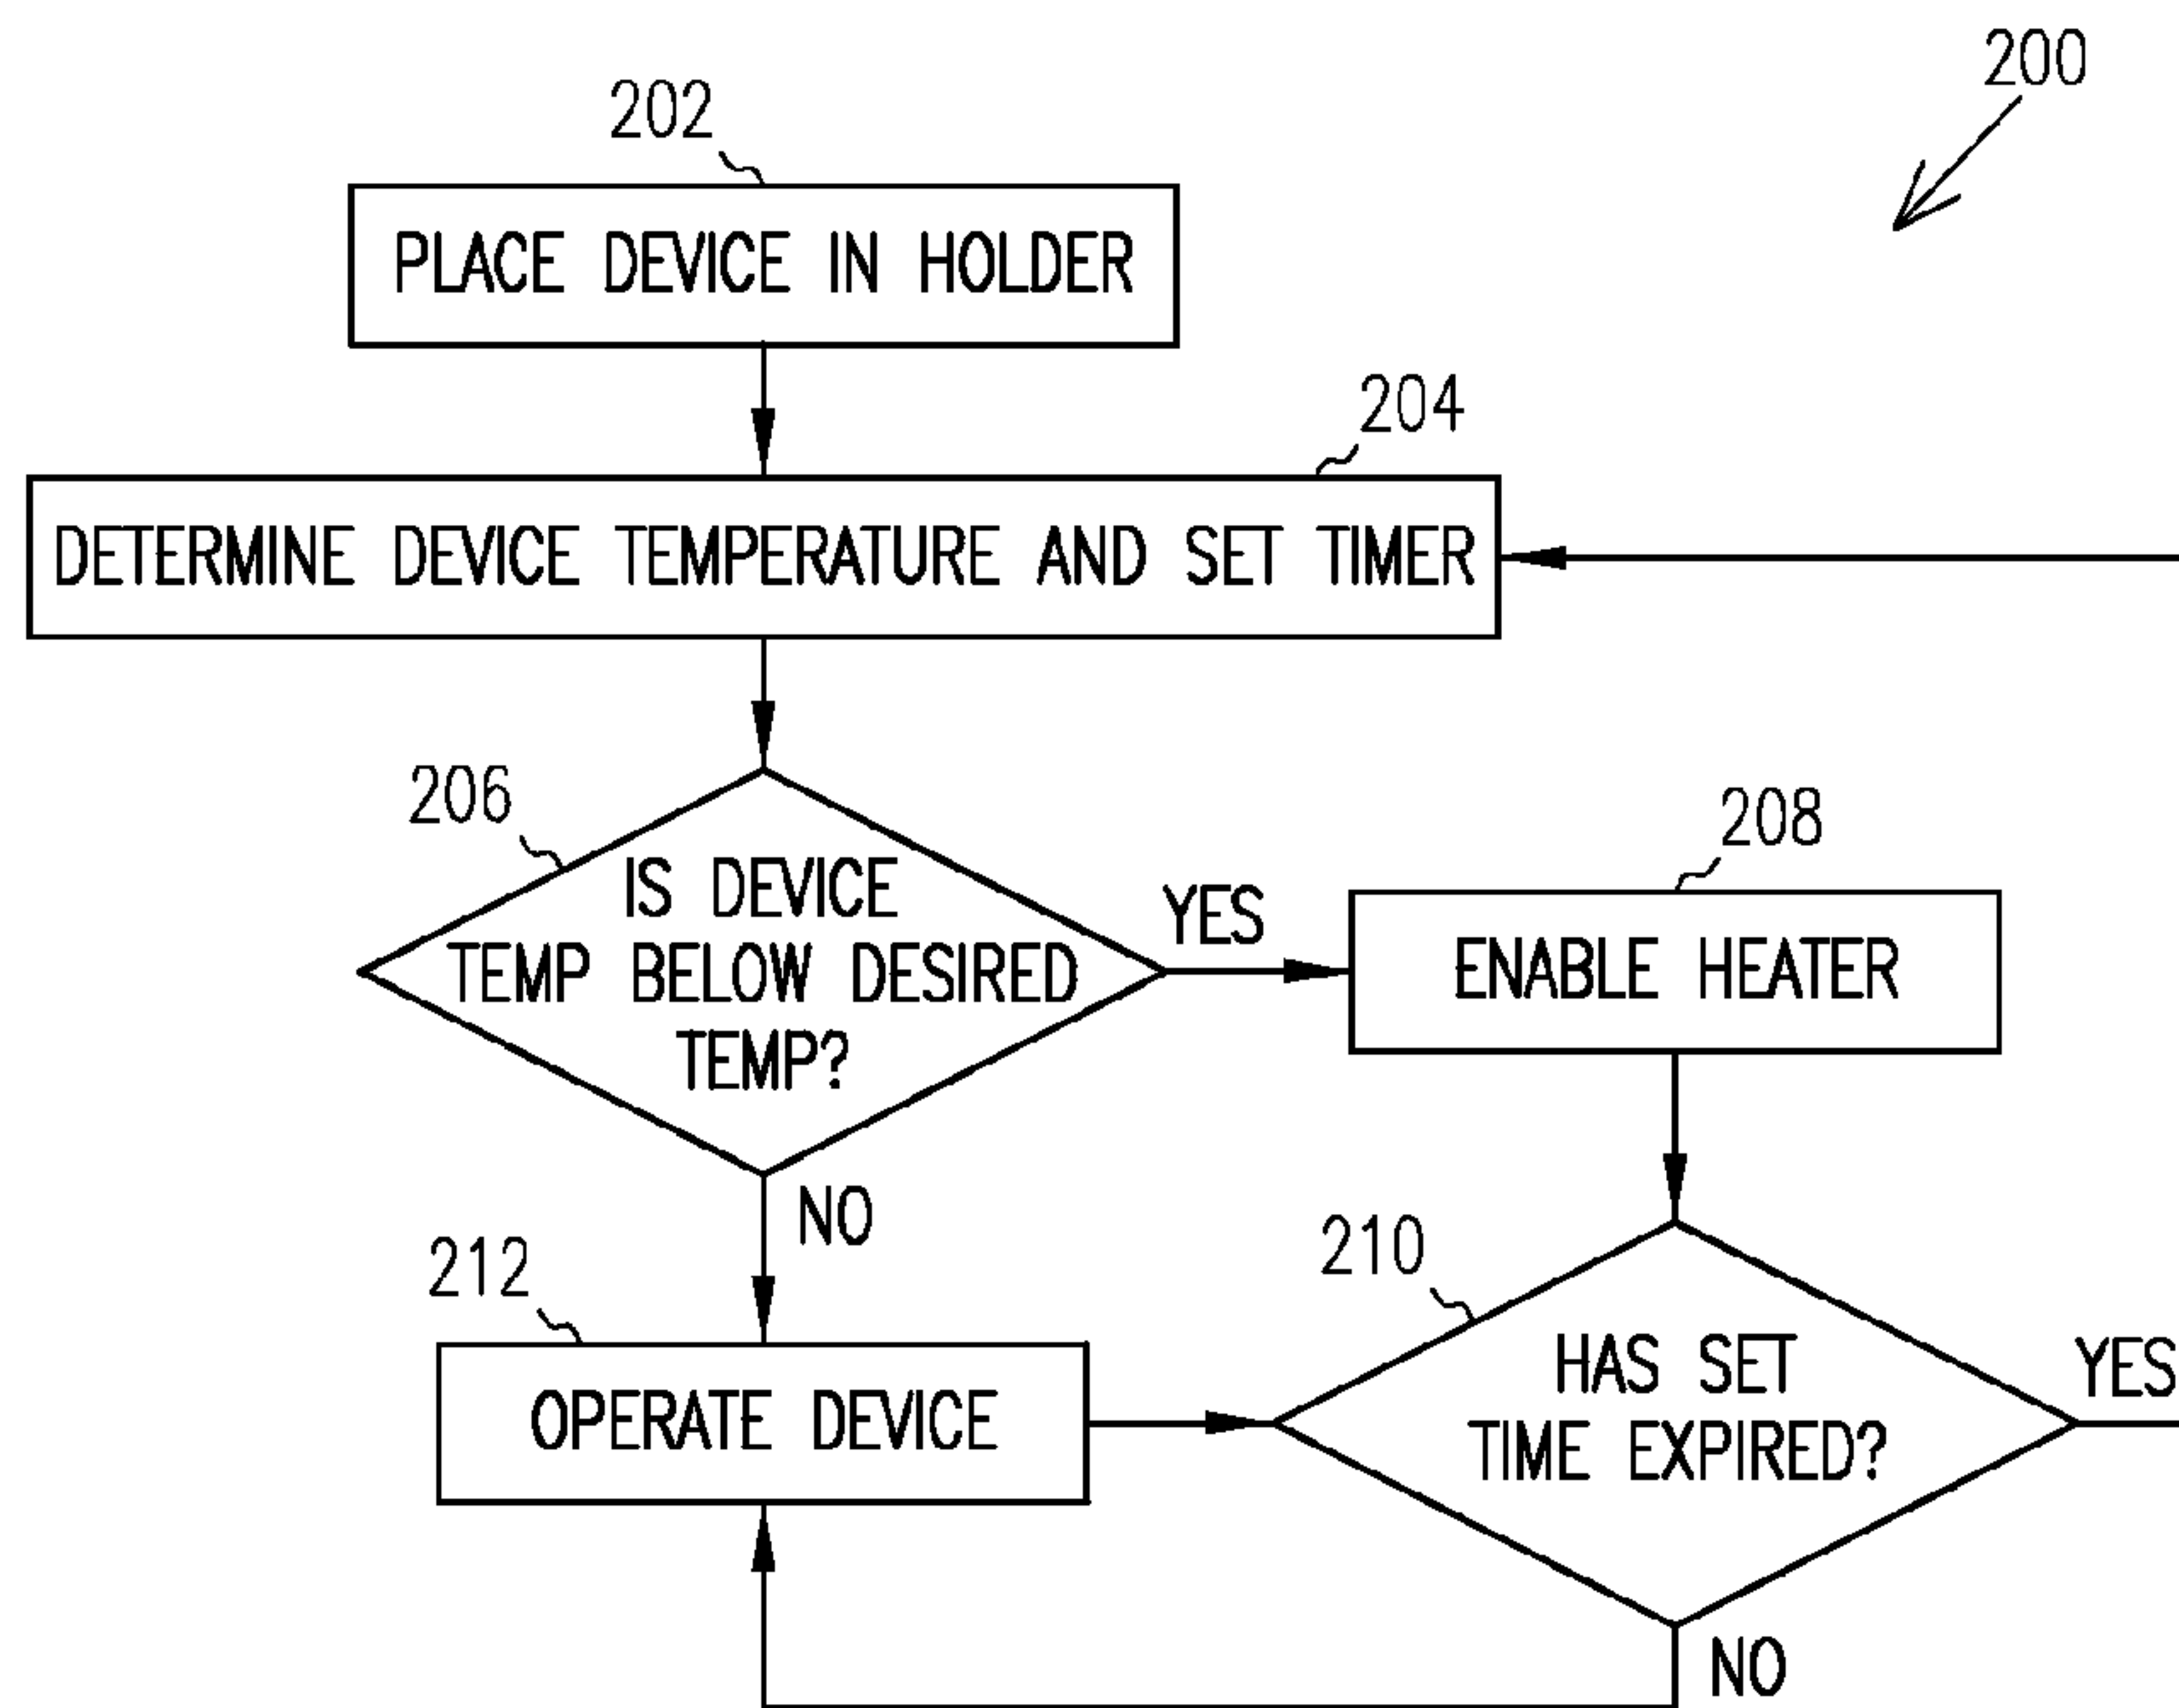 200
202
PLACE DEVICE IN HOLDER
204
DETERMINE DEVICE TEMPERATURE AND SET TIMER
206
IS DEVICE
TEMP BELOW DESIRED
TEMP?
YES
208
ENABLE HEATER
NO
212
OPERATE DEVICE
210
HAS SET
TIME EXPIRED?
YES
NO